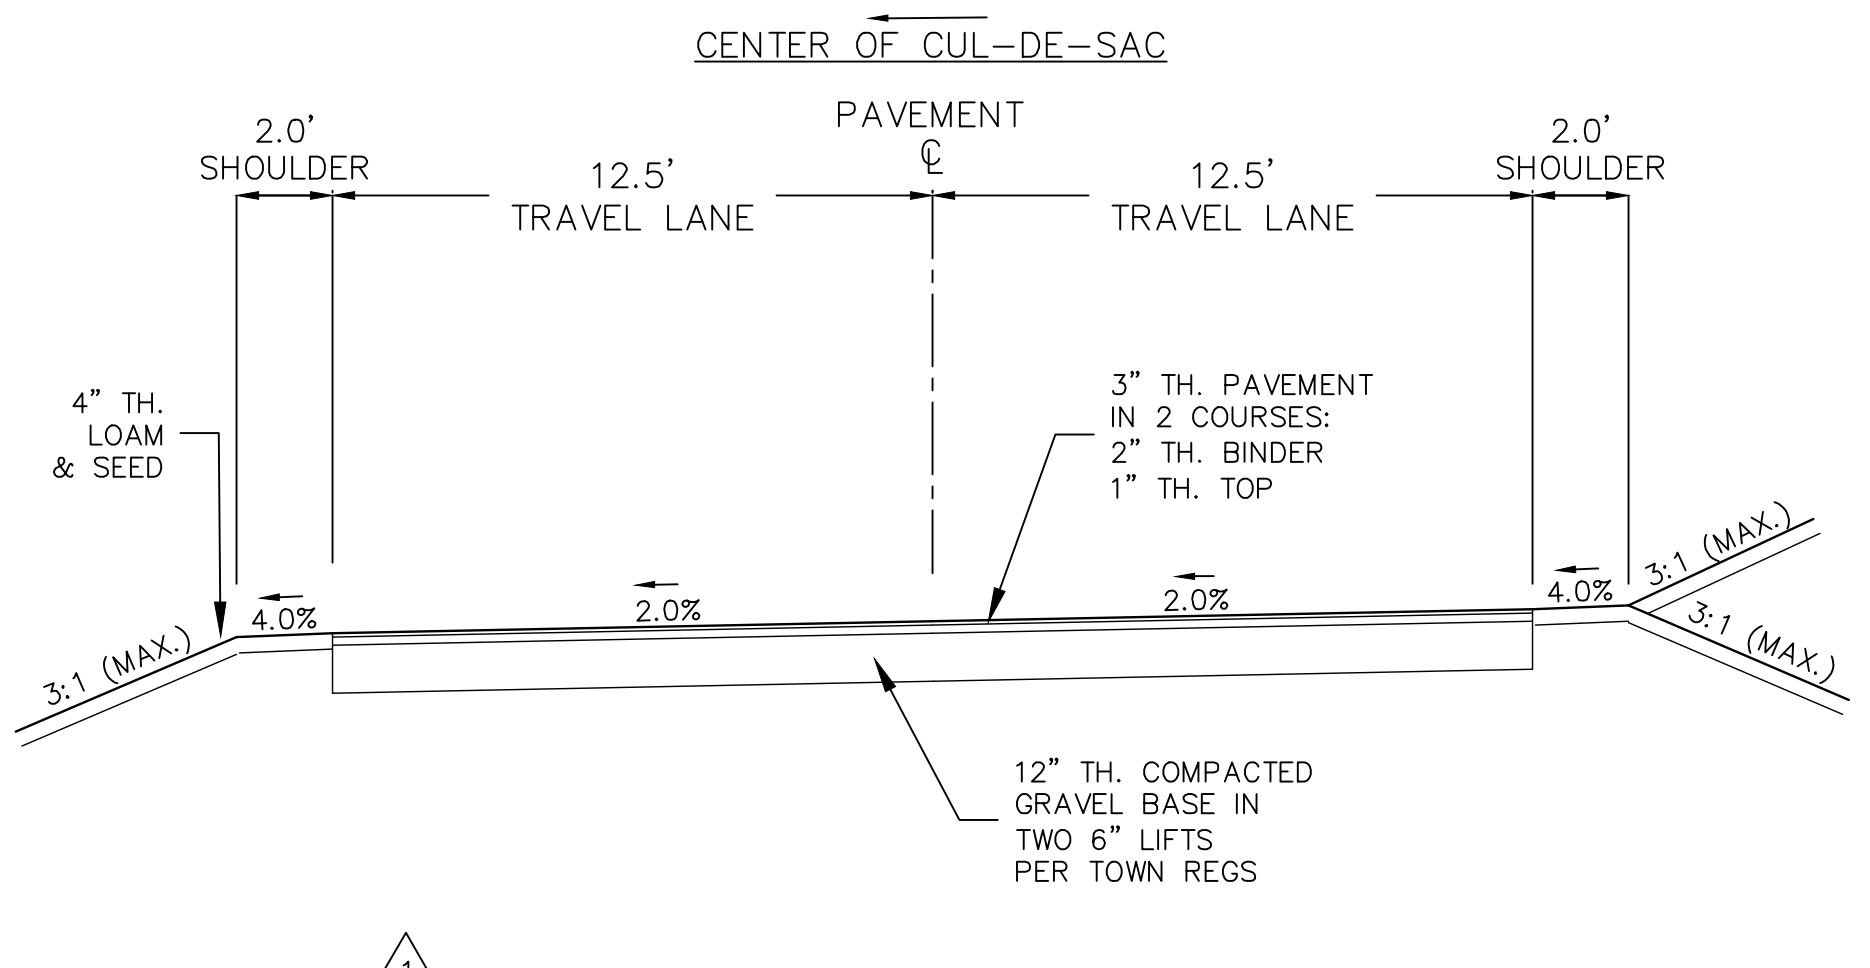 CENTER OF CUL-DE-SAC
PAVEMENT
℄
2.0’
SHOULDER
12.5’
TRAVEL LANE
12.5’
TRAVEL LANE
2.0’
SHOULDER
4” TH.
LOAM
& SEED
3” TH. PAVEMENT
IN 2 COURSES:
2” TH. BINDER
1” TH. TOP
3:1 (MAX.)
4.0%
2.0%
2.0%
4.0%
3:1 (MAX.)
3:1 (MAX.)
12” TH. COMPACTED
GRAVEL BASE IN
TWO 6” LIFTS
PER TOWN REGS
1